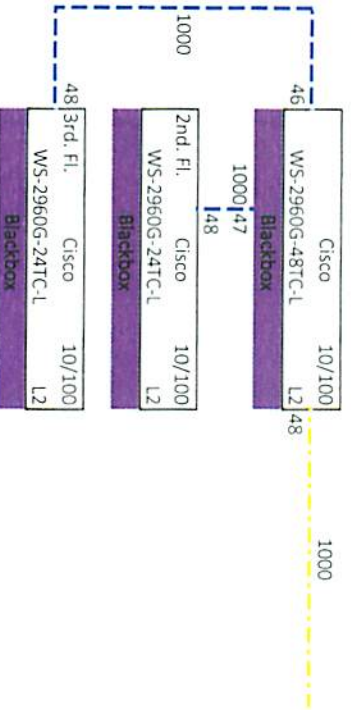 1000
46
Cisco 10/100
WS-2960G-48TC-L L2
48
1000
Blackbox
1000 47
48
2nd. Fl. Cisco 10/100
WS-2960G-24TC-L L2
Blackbox
48
3rd. Fl. Cisco 10/100
WS-2960G-24TC-L L2
Blackbox